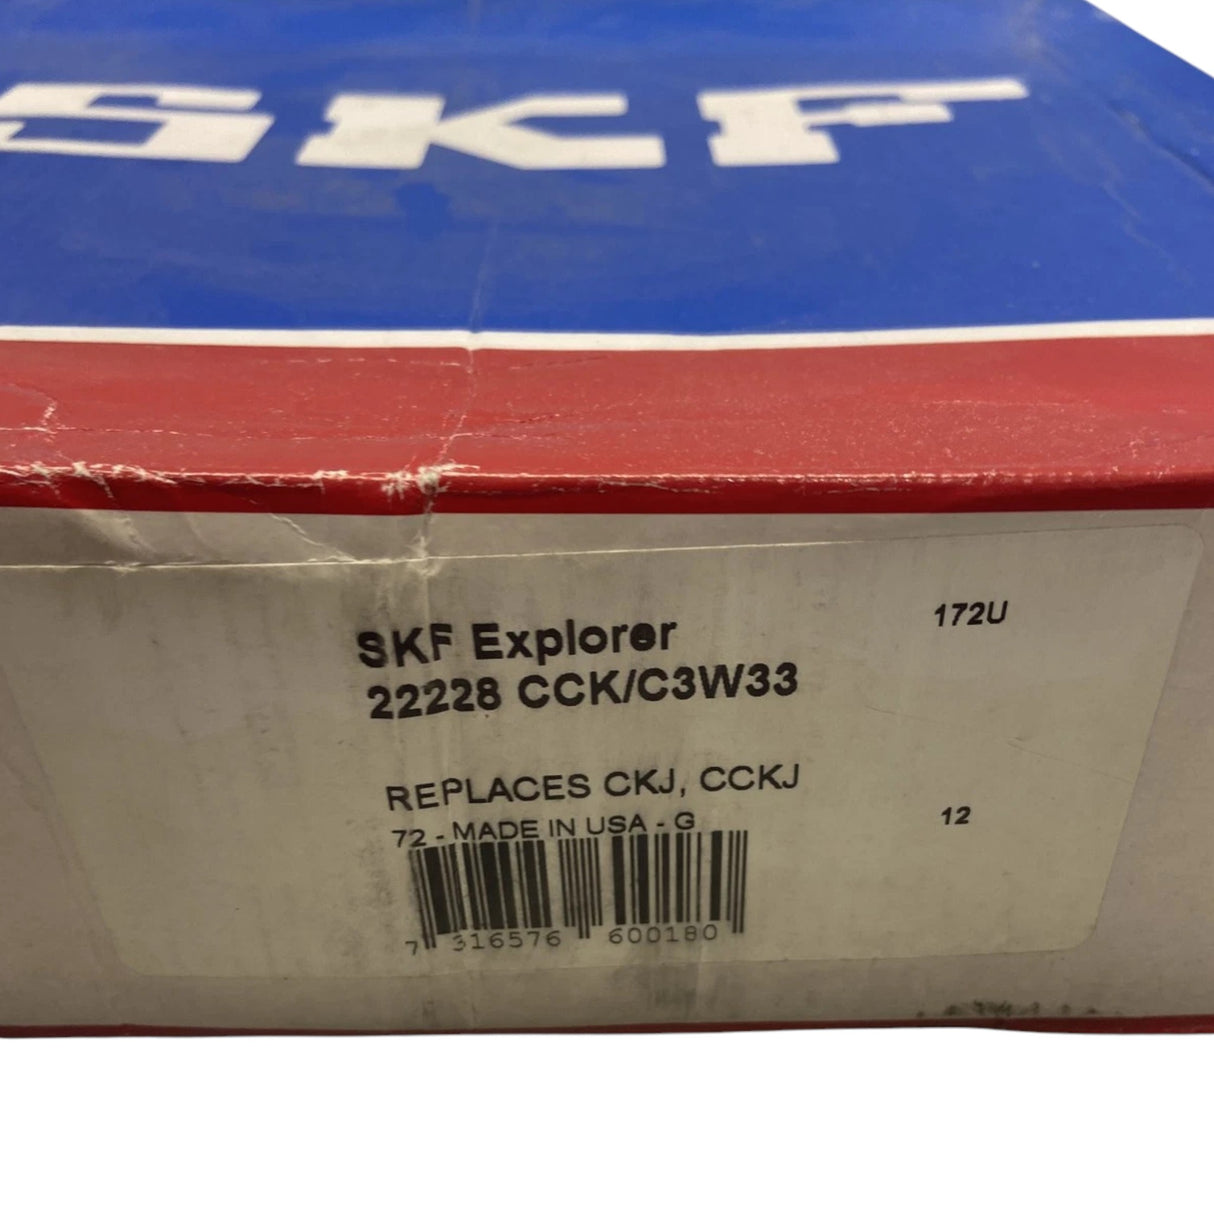 SKF
SKF Explorer
172U
22228 CCK/C3W33
REPLACES CKJ, CCKJ
12
72 - MADE IN USA - G
7 316576 600180